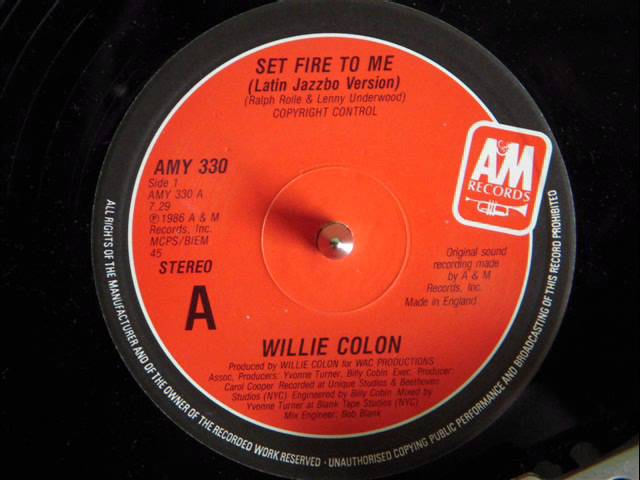 SET FIRE TO ME
(Latin Jazzbo Version)
(Ralph Rolle & Lenny Underwood)
COPYRIGHT CONTROL
AMY 330
Side 1
AMY 330 A
7.29
℗1986 A & M
Records, Inc.
MCPS/BIEM
45
STEREO
A
A&M
RECORDS
Original sound
recording made
by A & M
Records, Inc.
Made in England
WILLIE COLON
Produced by WILLIE COLON for WAC PRODUCTIONS
Assoc, Producers: Yvonne Turner, Billy Cobin Exec. Producer:
Carol Cooper Recorded at Unique Studios & Beethovens
Studios (NYC) Engineered by Billy Cobin Mixed by
Yvonne Turner at Blank Tape Studios (NYC)
Mix Engineer: Bob Blank
ALL RIGHTS OF THE MANUFACTURER AND OF THE OWNER OF THE RECORDED WORK RESERVED · UNAUTHORISED COPYING PUBLIC PERFORMANCE AND BROADCASTING OF THIS RECORD PROHIBITED